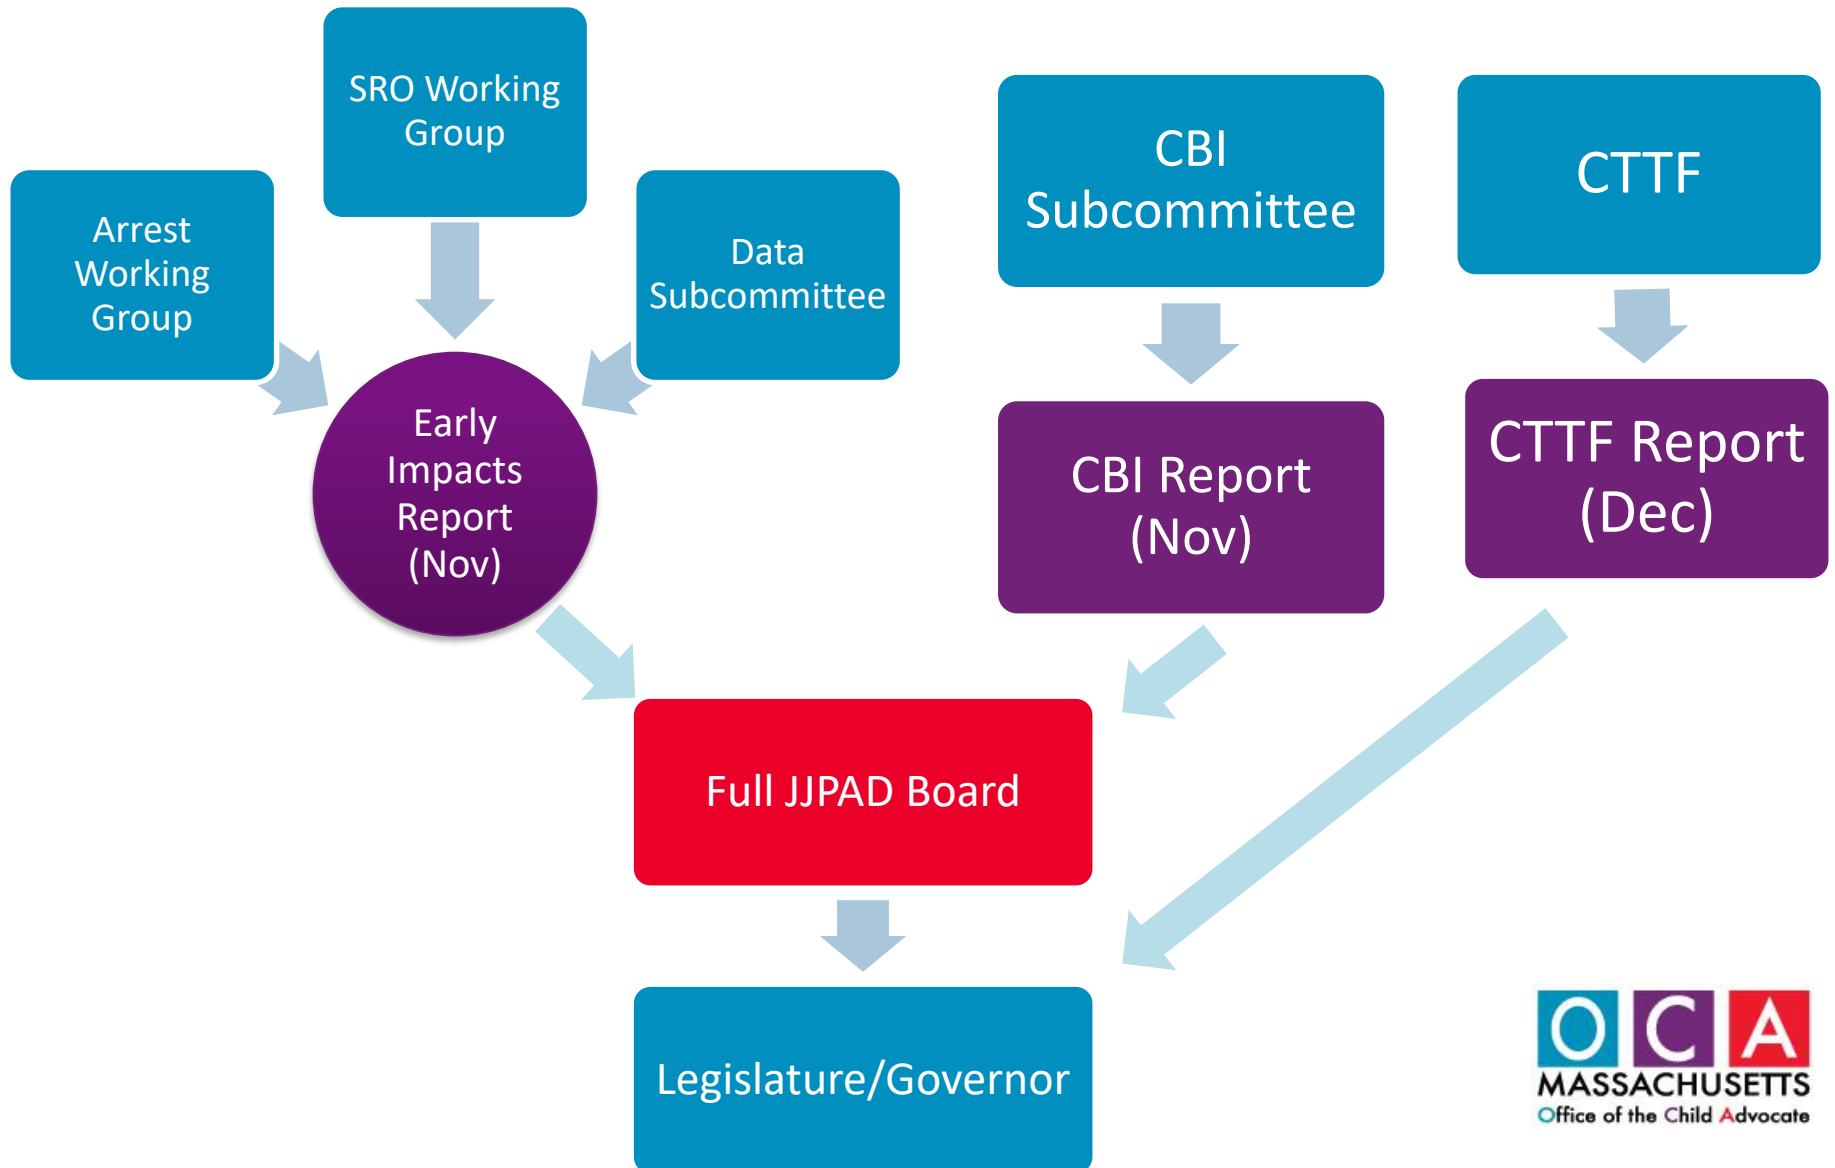 SRO Working
Group
Arrest
Working
Group
Data
Subcommittee
CBI
Subcommittee
CTTF
Early
Impacts
Report
(Nov)
CBI Report
(Nov)
CTTF Report
(Dec)
Full JJPAD Board
Legislature/Governor
OCA
MASSACHUSETTS
Office of the Child Advocate